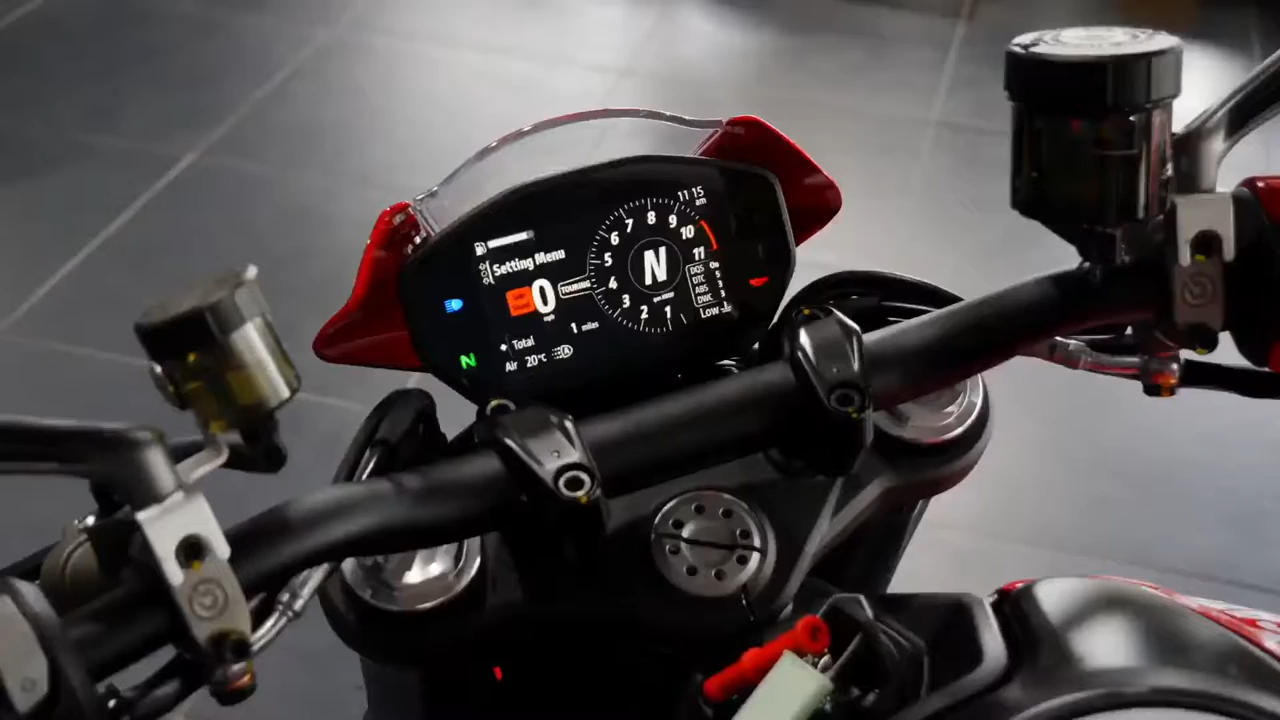 11 15
am
Setting Menu
0
mph
TOURING
1 2 3 4 5 6 7 8 9 10 11
N
DQS
DTC 5
ABS 3
DWC 3
Low
1 miles
Total
Air 20°C
A
N